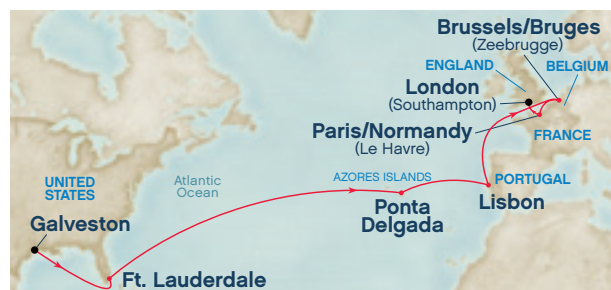 Brussels/Bruges
(Zeebrugge)
ENGLAND
BELGIUM
London
(Southampton)
Paris/Normandy
(Le Havre)
FRANCE
UNITED
STATES
Atlantic
Ocean
AZORES ISLANDS
PORTUGAL
Ponta
Delgada
Lisbon
Galveston
Ft. Lauderdale